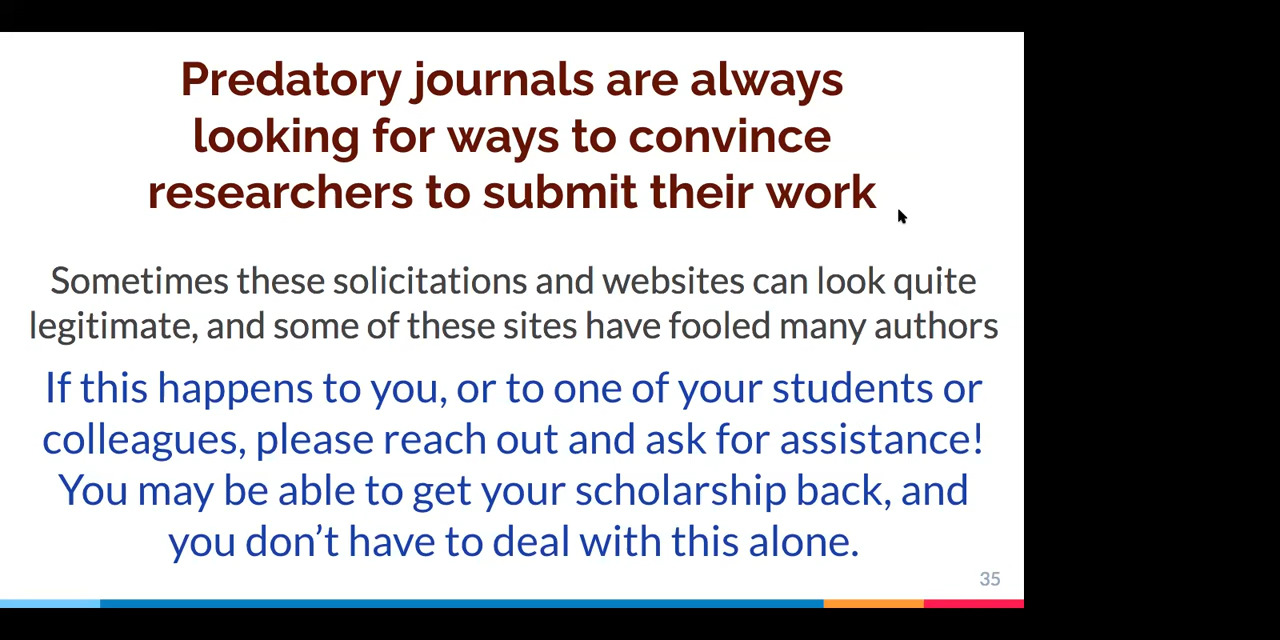 Predatory journals are always
looking for ways to convince
researchers to submit their work
Sometimes these solicitations and websites can look quite
legitimate, and some of these sites have fooled many authors
If this happens to you, or to one of your students or
colleagues, please reach out and ask for assistance!
You may be able to get your scholarship back, and
you don’t have to deal with this alone.
35